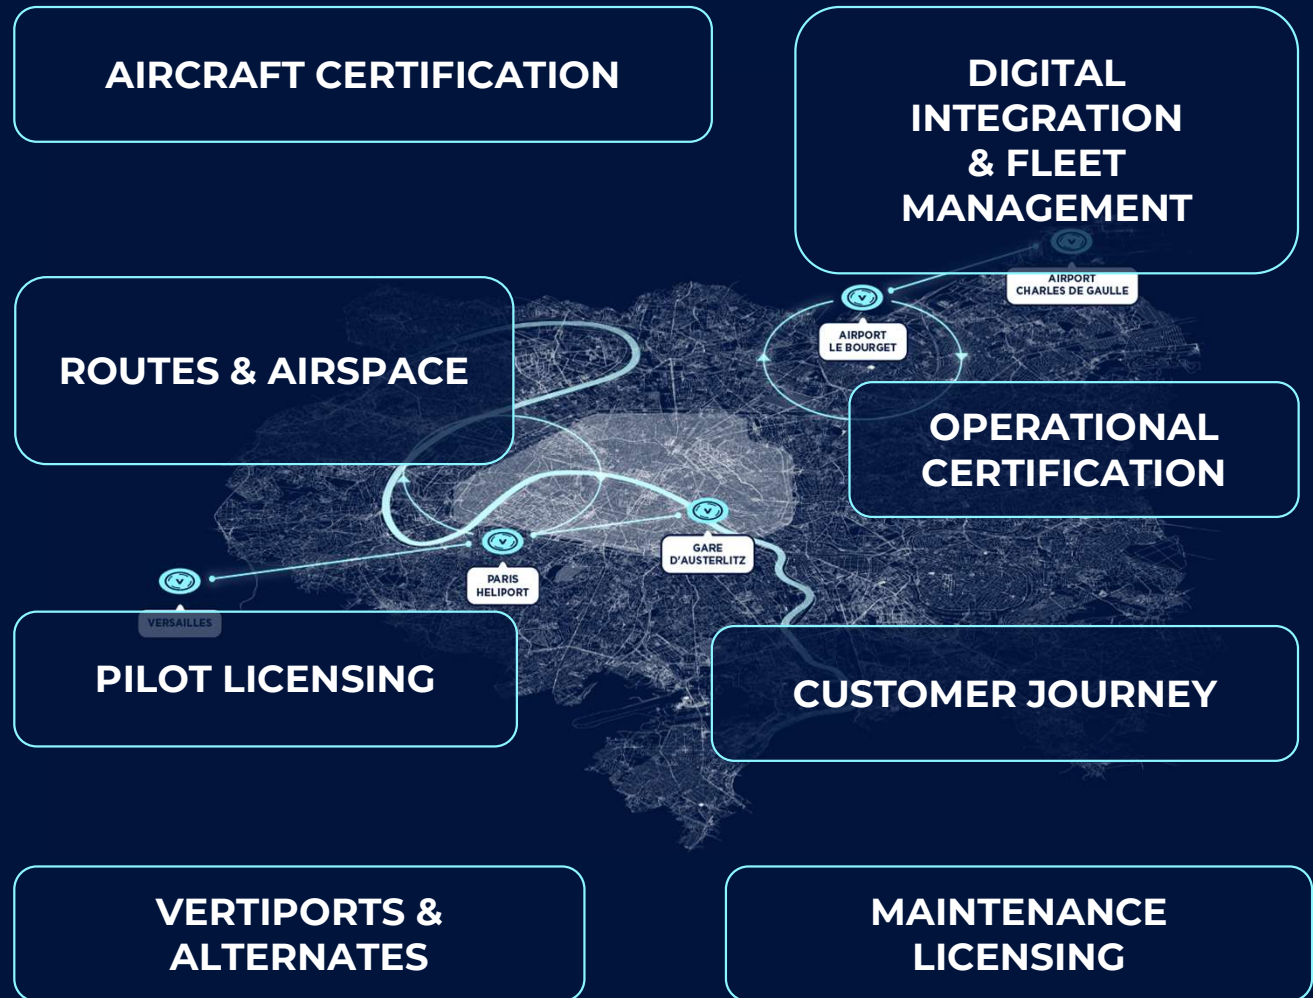 AIRCRAFT CERTIFICATION
DIGITAL
INTEGRATION
& FLEET
MANAGEMENT
AIRPORT
CHARLES DE GAULLE
AIRPORT
LE BOURGET
ROUTES & AIRSPACE
OPERATIONAL
CERTIFICATION
GARE
D'AUSTERLITZ
PARIS
HELIPORT
VERSAILLES
PILOT LICENSING
CUSTOMER JOURNEY
VERTIPORTS &
ALTERNATES
MAINTENANCE
LICENSING